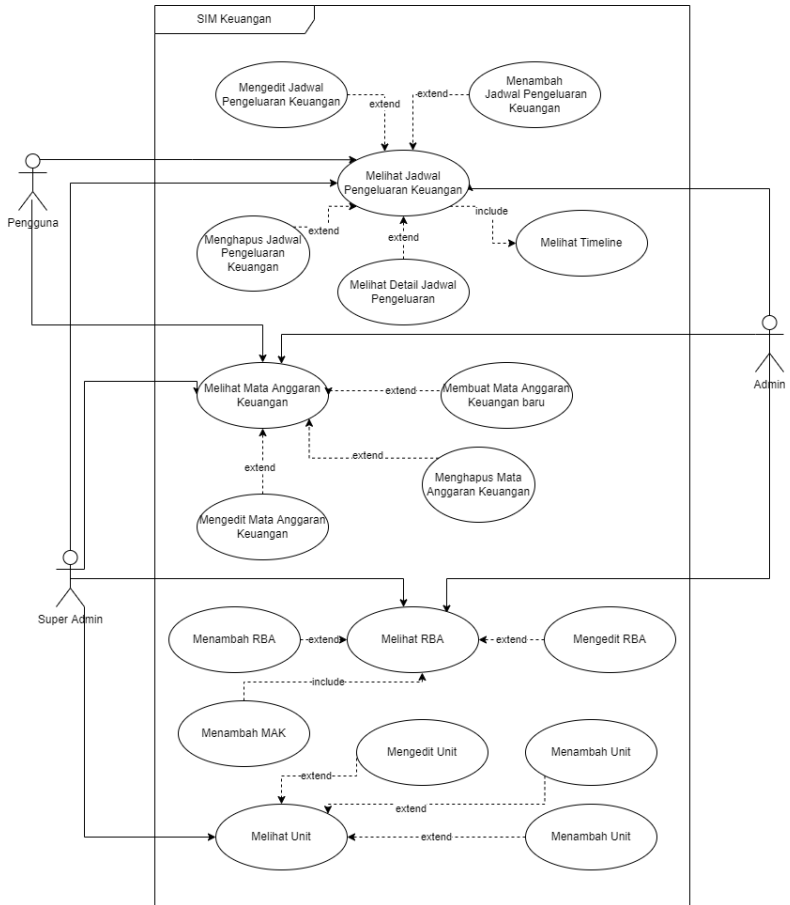 SIM Keuangan
Mengedit Jadwal
Pengeluaran Keuangan
extend
extend
Menambah
Jadwal Pengeluaran
Keuangan
Pengguna
Melihat Jadwal
Pengeluaran Keuangan
include
Menghapus Jadwal
Pengeluaran
Keuangan
extend
extend
Melihat Timeline
Melihat Detail Jadwal
Pengeluaran
Admin
Melihat Mata Anggaran
Keuangan
extend
Membuat Mata Anggaran
Keuangan baru
extend
extend
Menghapus Mata
Anggaran Keuangan
Mengedit Mata Anggaran
Keuangan
Super Admin
Menambah RBA
extend
Melihat RBA
extend
Mengedit RBA
include
Menambah MAK
Mengedit Unit
Menambah Unit
extend
extend
Melihat Unit
extend
Menambah Unit